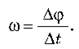 ω = Δφ / Δt.